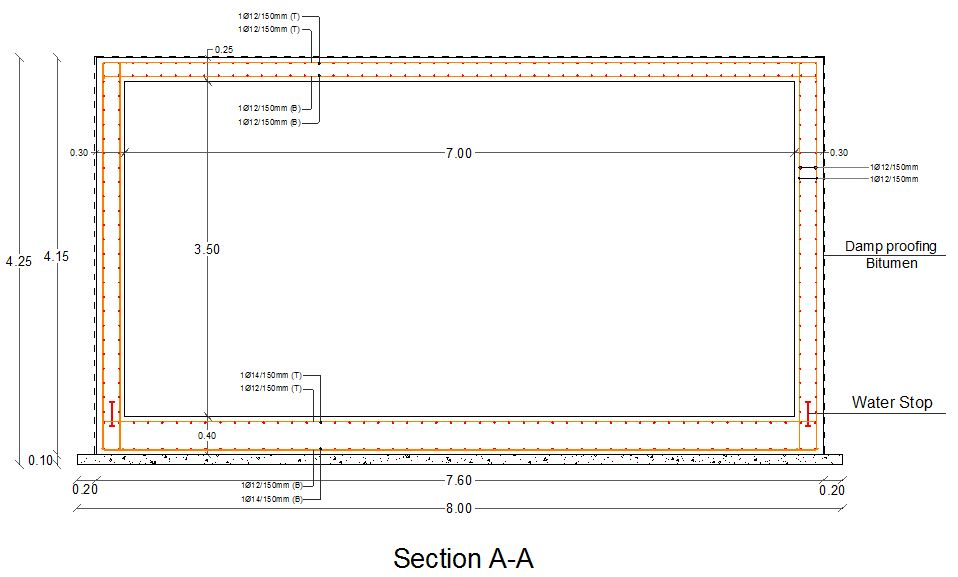 1Ø12/150mm (T)
1Ø12/150mm (T)
0.25
1Ø12/150mm (B)
1Ø12/150mm (B)
0.30
7.00
0.30
1Ø12/150mm
1Ø12/150mm
3.50
4.25
4.15
Damp proofing
Bitumen
1Ø14/150mm (T)
1Ø12/150mm (T)
Water Stop
0.40
0.10
1Ø12/150mm (B)
1Ø14/150mm (B)
0.20
7.60
0.20
8.00
Section A-A